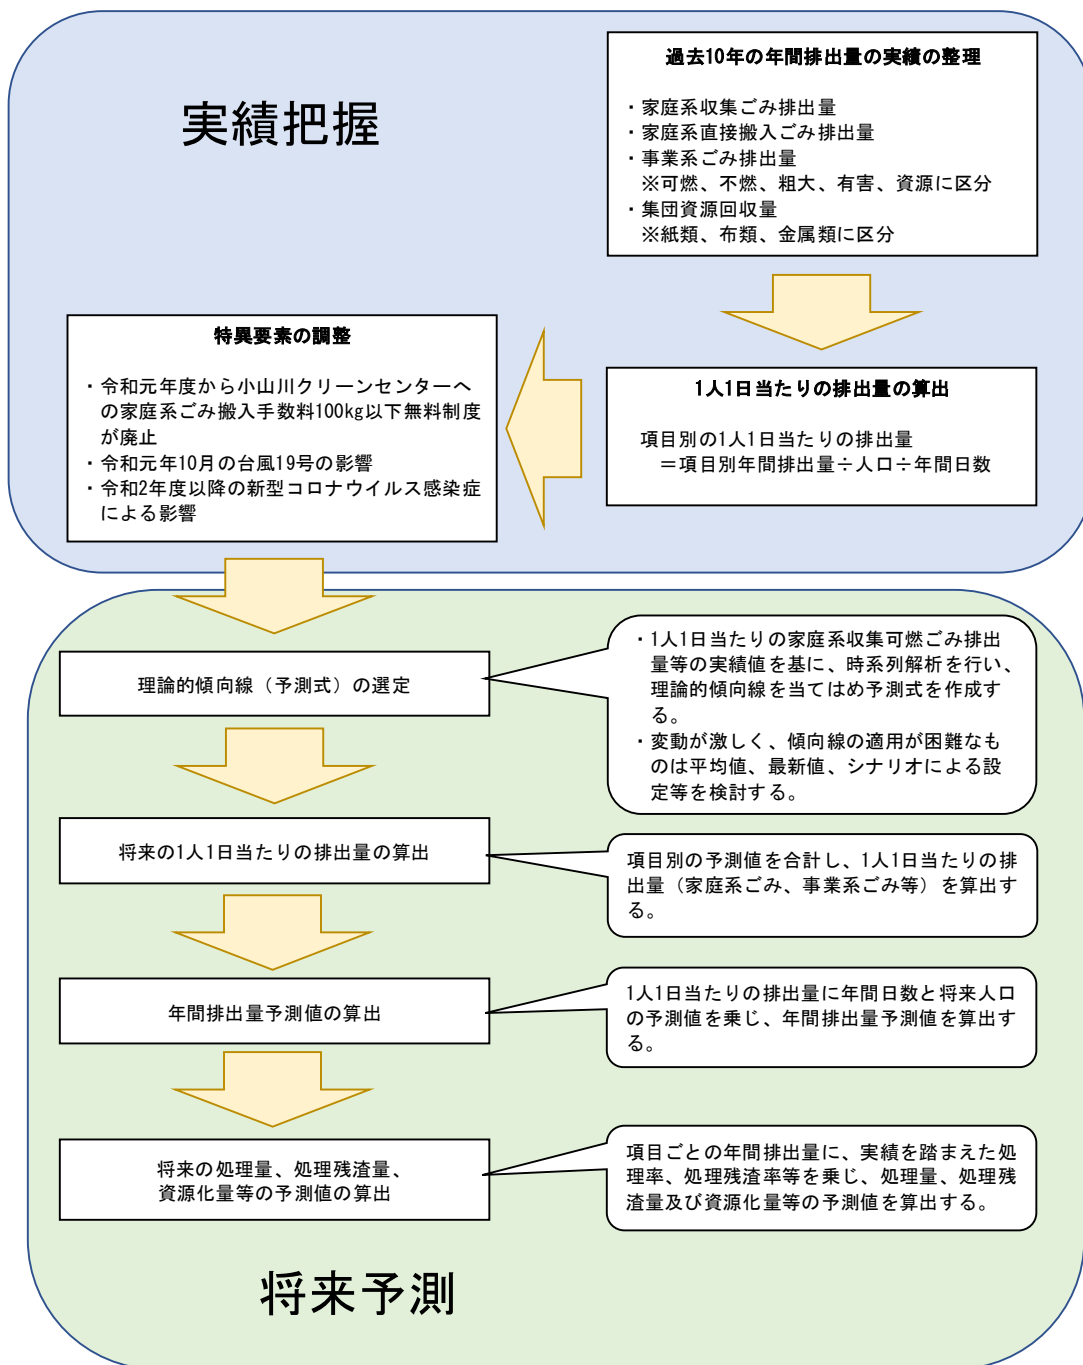 実績把握
過去10年の年間排出量の実績の整理
・家庭系収集ごみ排出量
・家庭系直接搬入ごみ排出量
・事業系ごみ排出量
※可燃、不燃、粗大、有害、資源に区分
・集団資源回収量
※紙類、布類、金属類に区分
1人1日当たりの排出量の算出
項目別の1人1日当たりの排出量
＝項目別年間排出量÷人口÷年間日数
特異要素の調整
・令和元年度から小山川クリーンセンターへ
の家庭系ごみ搬入手数料100kg以下無料制度
が廃止
・令和元年10月の台風19号の影響
・令和2年度以降の新型コロナウイルス感染症
による影響
理論的傾向線（予測式）の選定
・1人1日当たりの家庭系収集可燃ごみ排出
量等の実績値を基に、時系列解析を行い、
理論的傾向線を当てはめ予測式を作成す
る。
・変動が激しく、傾向線の適用が困難なも
のは平均値、最新値、シナリオによる設
定等を検討する。
将来の1人1日当たりの排出量の算出
項目別の予測値を合計し、1人1日当たりの排
出量（家庭系ごみ、事業系ごみ等）を算出す
る。
年間排出量予測値の算出
1人1日当たりの排出量に年間日数と将来人口
の予測値を乗じ、年間排出量予測値を算出す
る。
将来の処理量、処理残渣量、
資源化量等の予測値の算出
項目ごとの年間排出量に、実績を踏まえた処
理率、処理残渣率等を乗じ、処理量、処理残
渣量及び資源化量等の予測値を算出する。
将来予測